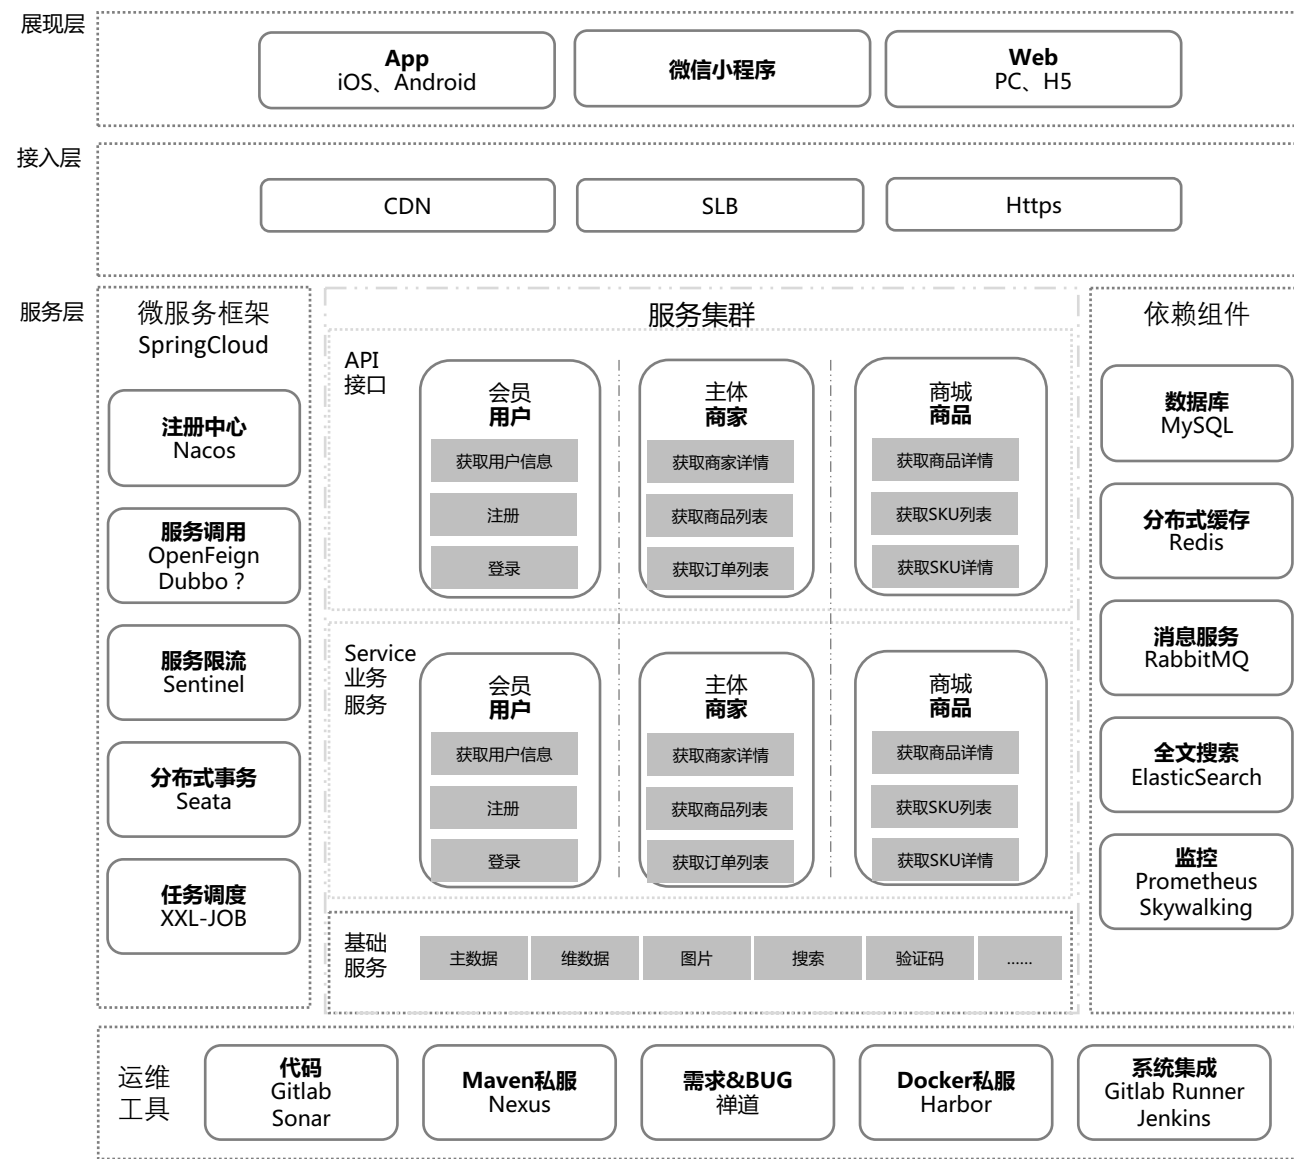 展现层
App
iOS、Android
微信小程序
Web
PC、H5
接入层
CDN
SLB
Https
服务层
微服务框架
SpringCloud
注册中心
Nacos
服务调用
OpenFeign
Dubbo ?
服务限流
Sentinel
分布式事务
Seata
任务调度
XXL-JOB
服务集群
API
接口
会员
用户
获取用户信息
注册
登录
主体
商家
获取商家详情
获取商品列表
获取订单列表
商城
商品
获取商品详情
获取SKU列表
获取SKU详情
Service
业务
服务
会员
用户
获取用户信息
注册
登录
主体
商家
获取商家详情
获取商品列表
获取订单列表
商城
商品
获取商品详情
获取SKU列表
获取SKU详情
基础
服务
主数据
维数据
图片
搜索
验证码
......
依赖组件
数据库
MySQL
分布式缓存
Redis
消息服务
RabbitMQ
全文搜索
ElasticSearch
监控
Prometheus
Skywalking
运维
工具
代码
Gitlab
Sonar
Maven私服
Nexus
需求&BUG
禅道
Docker私服
Harbor
系统集成
Gitlab Runner
Jenkins